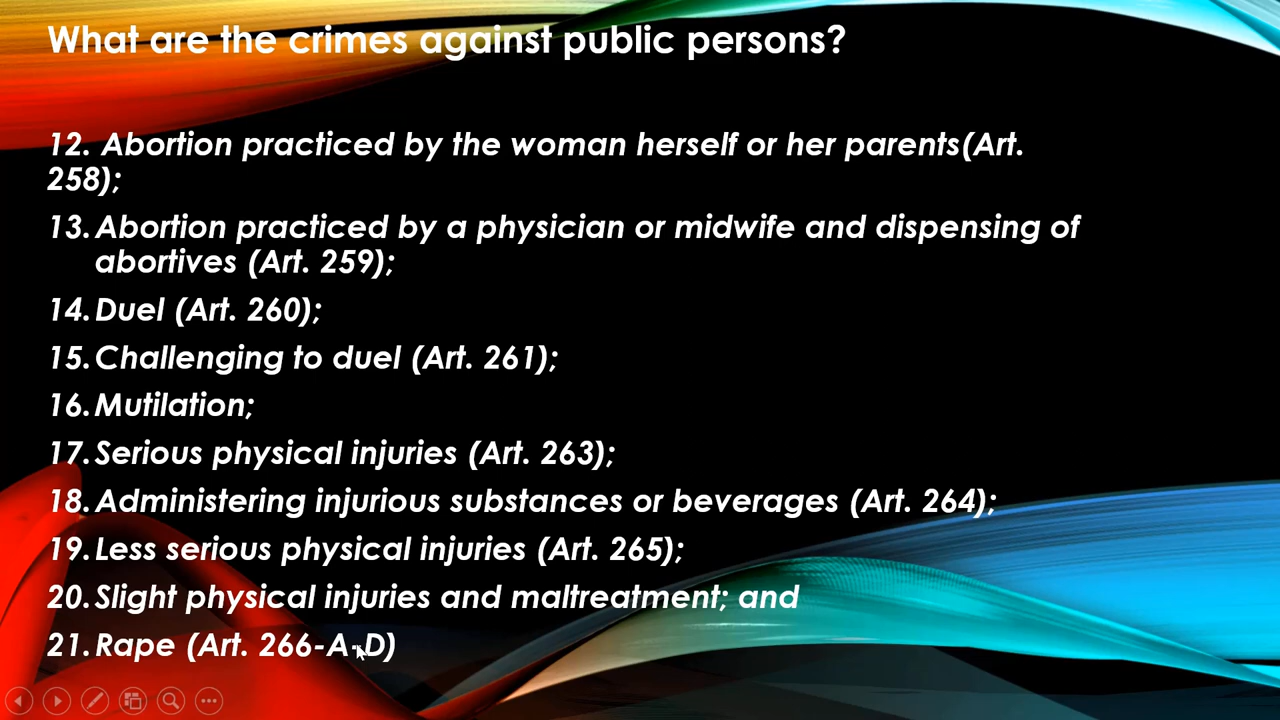 What are the crimes against public persons?
12. Abortion practiced by the woman herself or her parents(Art.
258);
13. Abortion practiced by a physician or midwife and dispensing of
abortives (Art. 259);
14. Duel (Art. 260);
15. Challenging to duel (Art. 261);
16. Mutilation;
17. Serious physical injuries (Art. 263);
18. Administering injurious substances or beverages (Art. 264);
19. Less serious physical injuries (Art. 265);
20. Slight physical injuries and maltreatment; and
21. Rape (Art. 266-A-D)